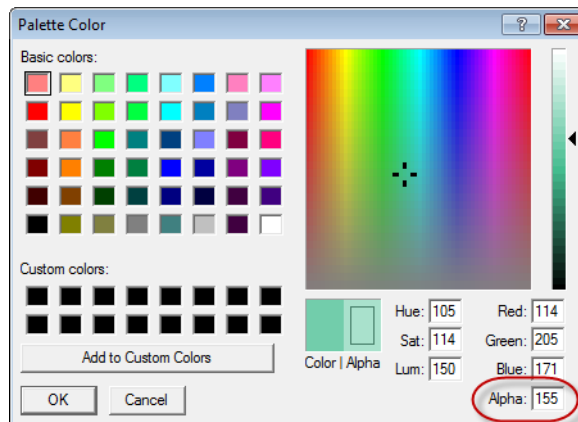 Palette Color
Basic colors:
Custom colors:
Add to Custom Colors
OK Cancel
Color | Alpha
Hue: 105 Red: 114
Sat: 114 Green: 205
Lum: 150 Blue: 171
Alpha: 155